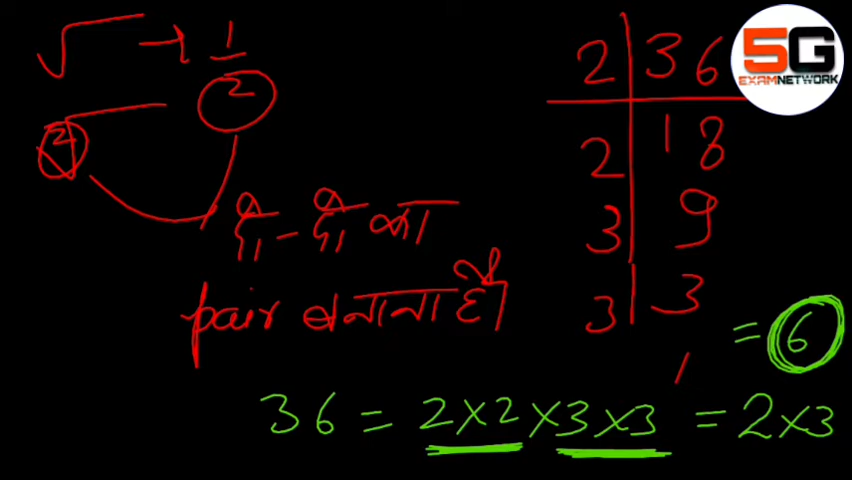 √ → 1/2
2√
दो-दो का
pair बनाना है।
2 | 36
2 | 18
3 | 9
3 | 3
1
= 6
36 = 2×2×3×3 = 2×3
5G
EXAMNETWORK